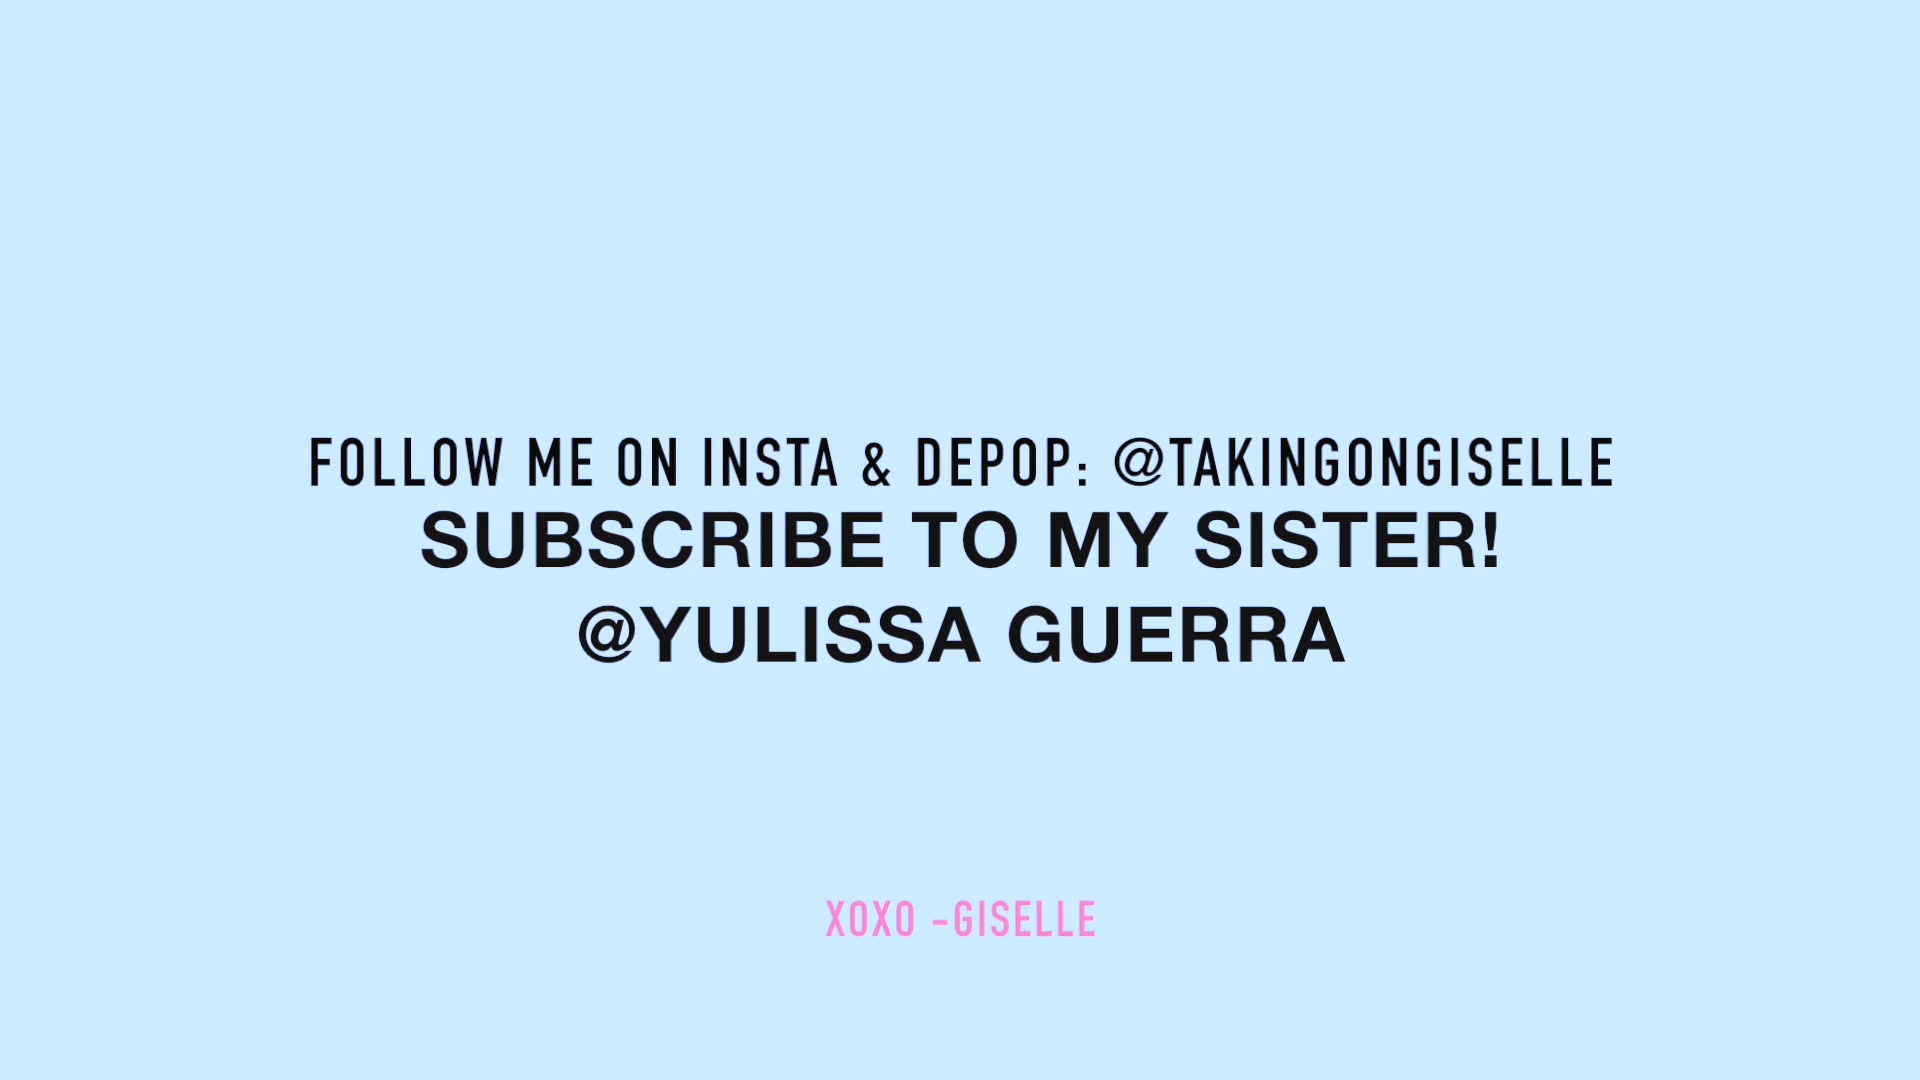 FOLLOW ME ON INSTA & DEPOP: @TAKINGONGISELLE
SUBSCRIBE TO MY SISTER!
@YULISSA GUERRA
XOXO -GISELLE